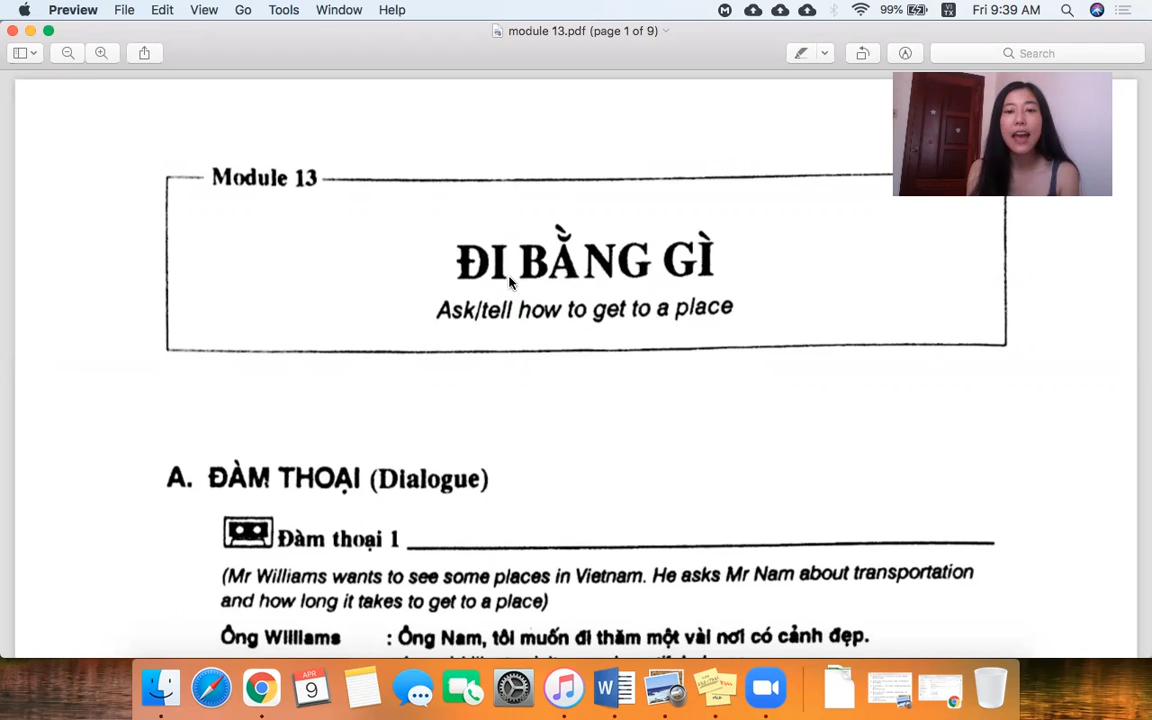 Preview File Edit View Go Tools Window Help 99% VI TX Fri 9:39 AM
module 13.pdf (page 1 of 9)
Search
Module 13
ĐI BẰNG GÌ
Ask/tell how to get to a place
A. ĐÀM THOẠI (Dialogue)
Đàm thoại 1
(Mr Williams wants to see some places in Vietnam. He asks Mr Nam about transportation
and how long it takes to get to a place)
Ông Williams : Ông Nam, tôi muốn đi thăm một vài nơi có cảnh đẹp.
APR
9